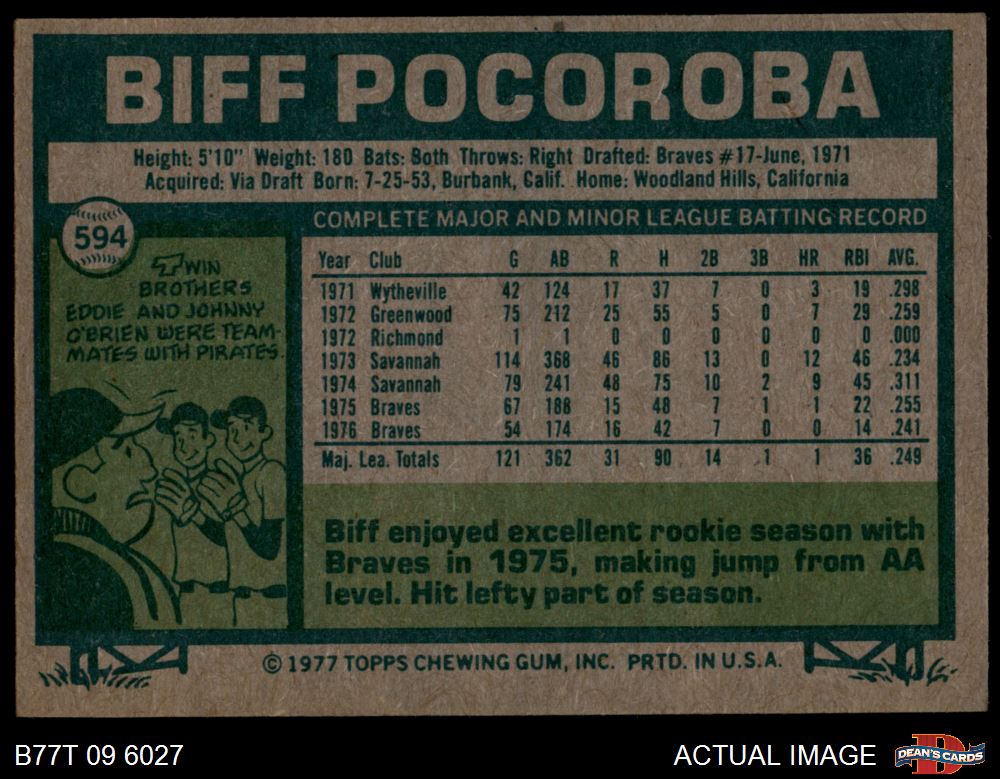 BIFF POCOROBA
Height: 5'10" Weight: 180 Bats: Both Throws: Right Drafted: Braves #17-June, 1971
Acquired: Via Draft Born: 7-25-53, Burbank, Calif. Home: Woodland Hills, California
594
TWIN
BROTHERS
EDDIE AND JOHNNY
O'BRIEN WERE TEAM-
MATES WITH PIRATES.
COMPLETE MAJOR AND MINOR LEAGUE BATTING RECORD
Year Club G AB R H 2B 3B HR RBI AVG.
1971 Wytheville 42 124 17 37 7 0 3 19 .298
1972 Greenwood 75 212 25 55 5 0 7 29 .259
1972 Richmond 1 1 0 0 0 0 0 0 .000
1973 Savannah 114 368 46 86 13 0 12 46 .234
1974 Savannah 79 241 48 75 10 2 9 45 .311
1975 Braves 67 188 15 48 7 1 1 22 .255
1976 Braves 54 174 16 42 7 0 0 14 .241
Maj. Lea. Totals 121 362 31 90 14 1 1 36 .249
Biff enjoyed excellent rookie season with
Braves in 1975, making jump from AA
level. Hit lefty part of season.
© 1977 TOPPS CHEWING GUM, INC. PRTD. IN U.S.A.
B77T 09 6027
ACTUAL IMAGE
D
DEAN'S CARDS